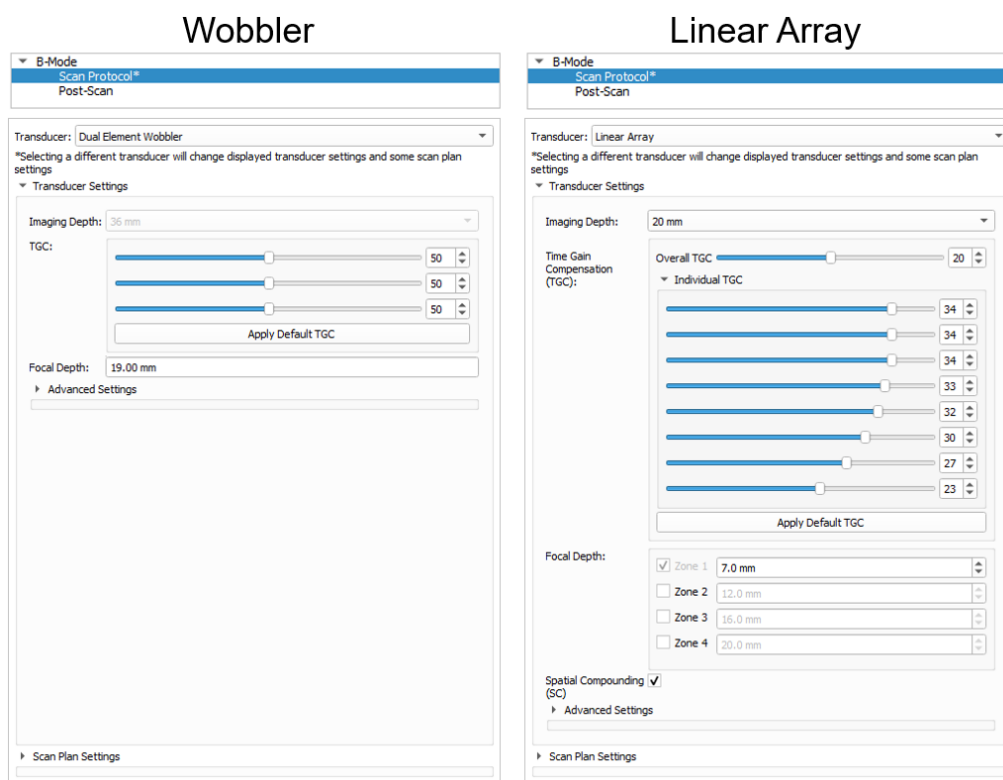 Wobbler
B-Mode
Scan Protocol*
Post-Scan
Transducer: Dual Element Wobbler
*Selecting a different transducer will change displayed transducer settings and some scan plan
settings
Transducer Settings
Imaging Depth: 36 mm
TGC:
50
50
50
Apply Default TGC
Focal Depth: 19.00 mm
Advanced Settings
Scan Plan Settings
Linear Array
B-Mode
Scan Protocol*
Post-Scan
Transducer: Linear Array
*Selecting a different transducer will change displayed transducer settings and some scan plan
settings
Transducer Settings
Imaging Depth: 20 mm
Time Gain
Compensation
(TGC):
Overall TGC 20
Individual TGC
34
34
34
33
32
30
27
23
Apply Default TGC
Focal Depth:
Zone 1 7.0 mm
Zone 2 12.0 mm
Zone 3 16.0 mm
Zone 4 20.0 mm
Spatial Compounding
(SC)
Advanced Settings
Scan Plan Settings